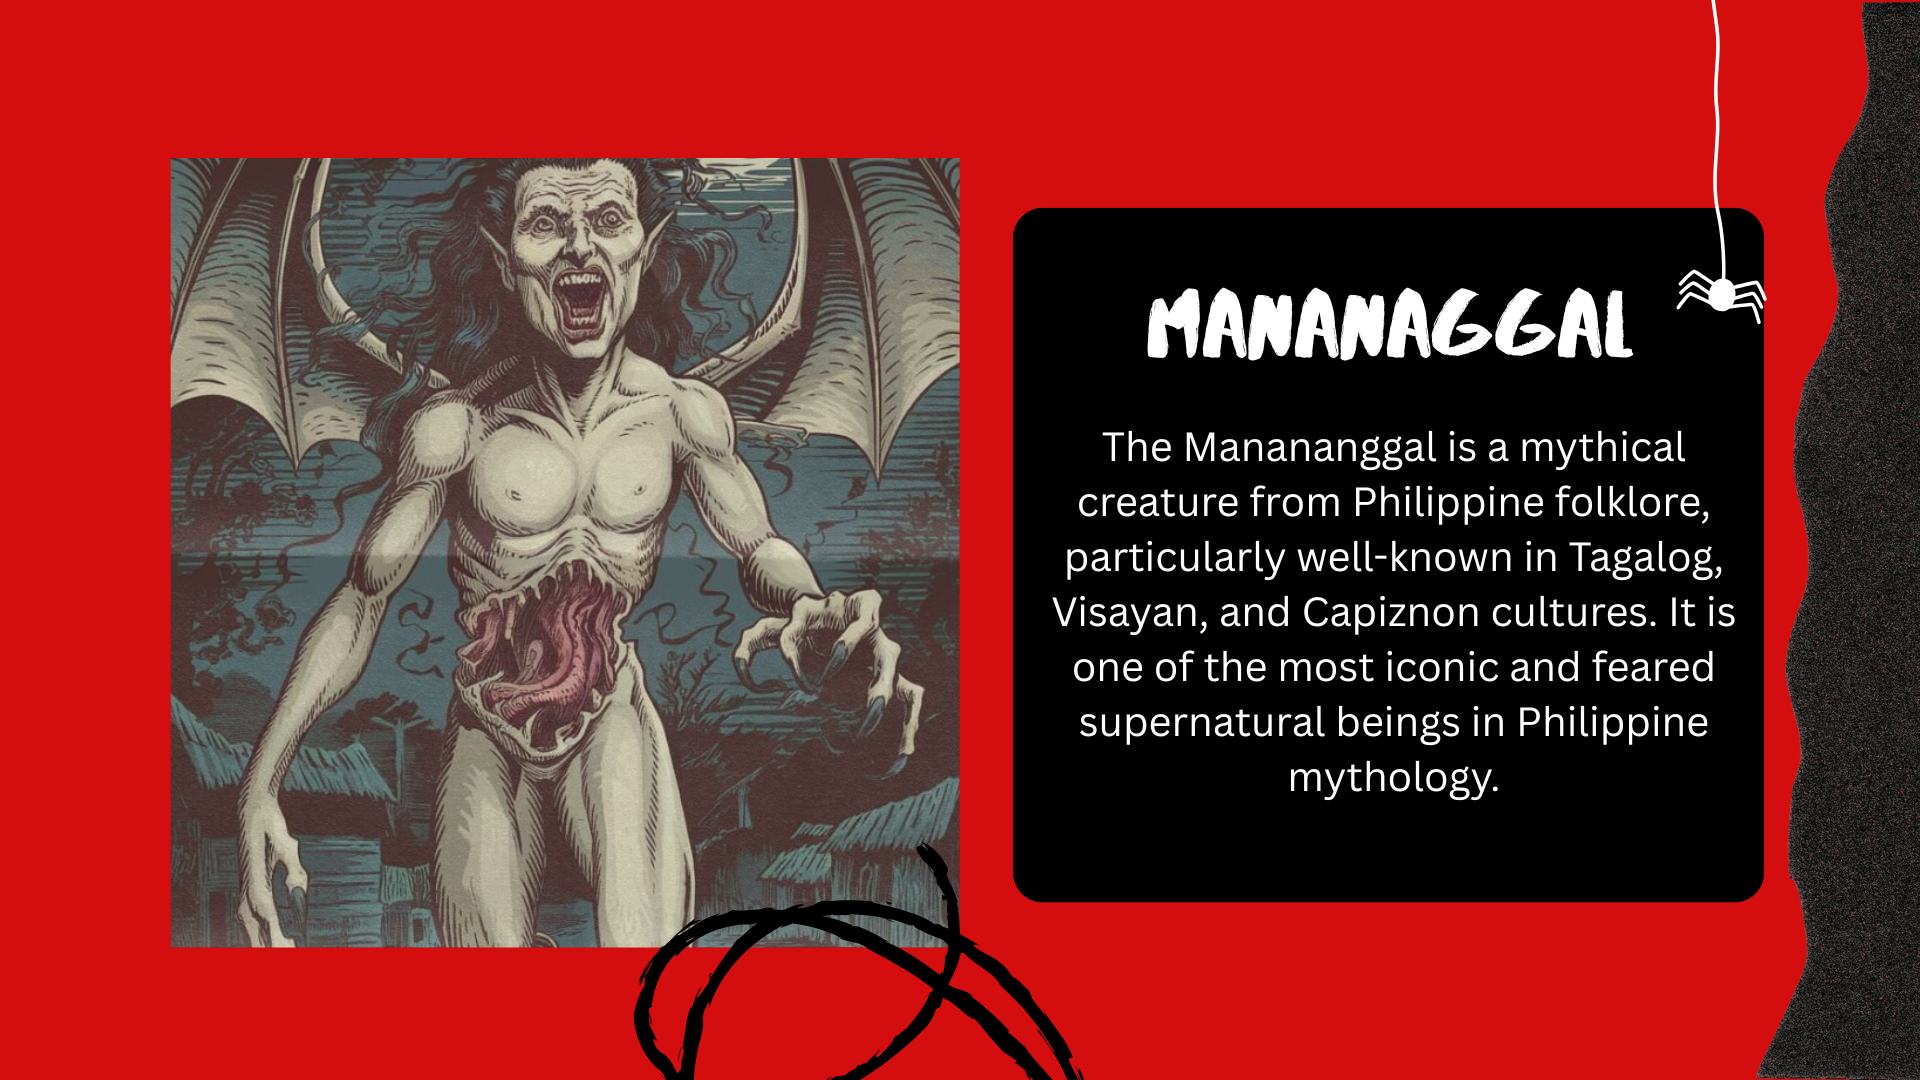 MANANAGGAL
The Manananggal is a mythical
creature from Philippine folklore,
particularly well-known in Tagalog,
Visayan, and Capiznon cultures. It is
one of the most iconic and feared
supernatural beings in Philippine
mythology.